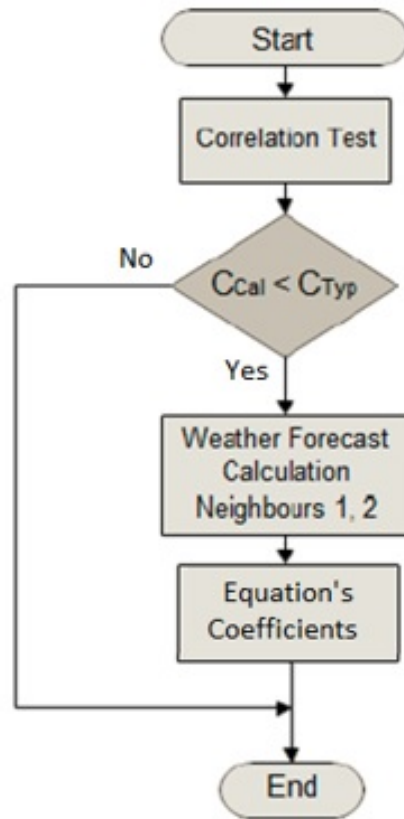 Start
Correlation Test
No
CCal < CTyp
Yes
Weather Forecast
Calculation
Neighbours 1, 2
Equation's
Coefficients
End